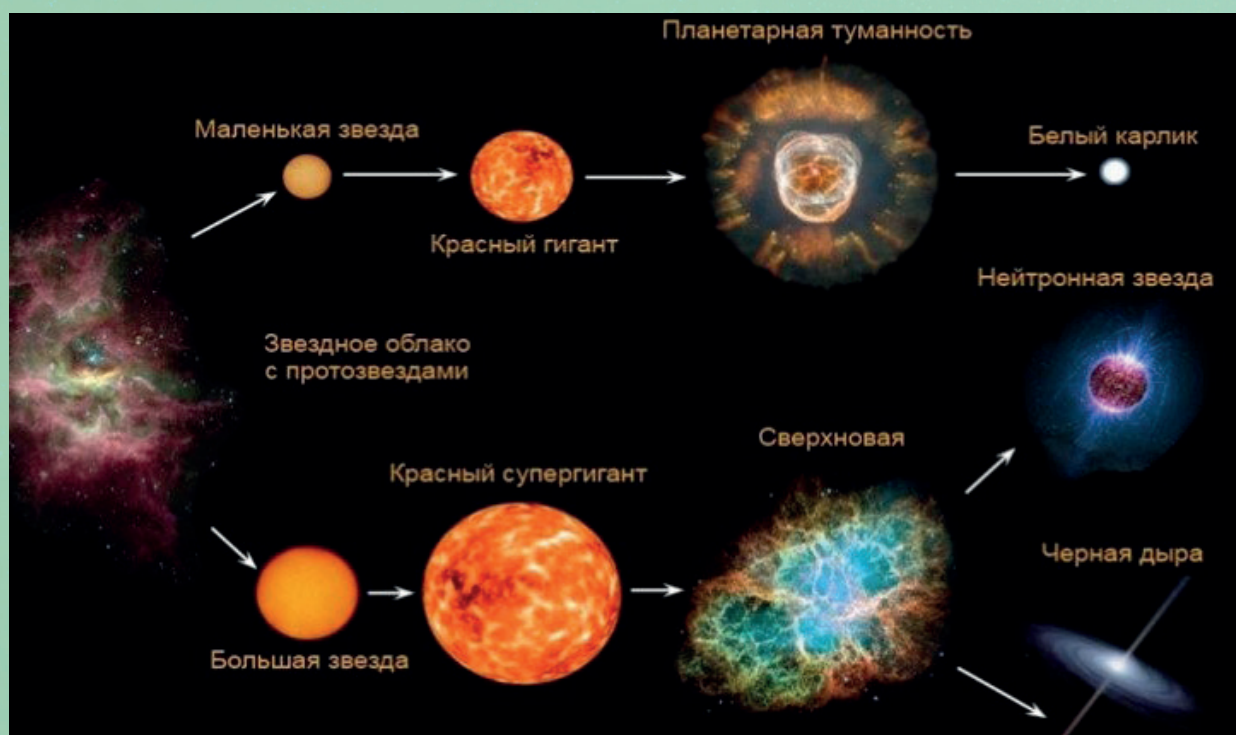 Планетарная туманность
Маленькая звезда
Белый карлик
Красный гигант
Нейтронная звезда
Звездное облако
с протозвездами
Сверхновая
Красный супергигант
Черная дыра
Большая звезда